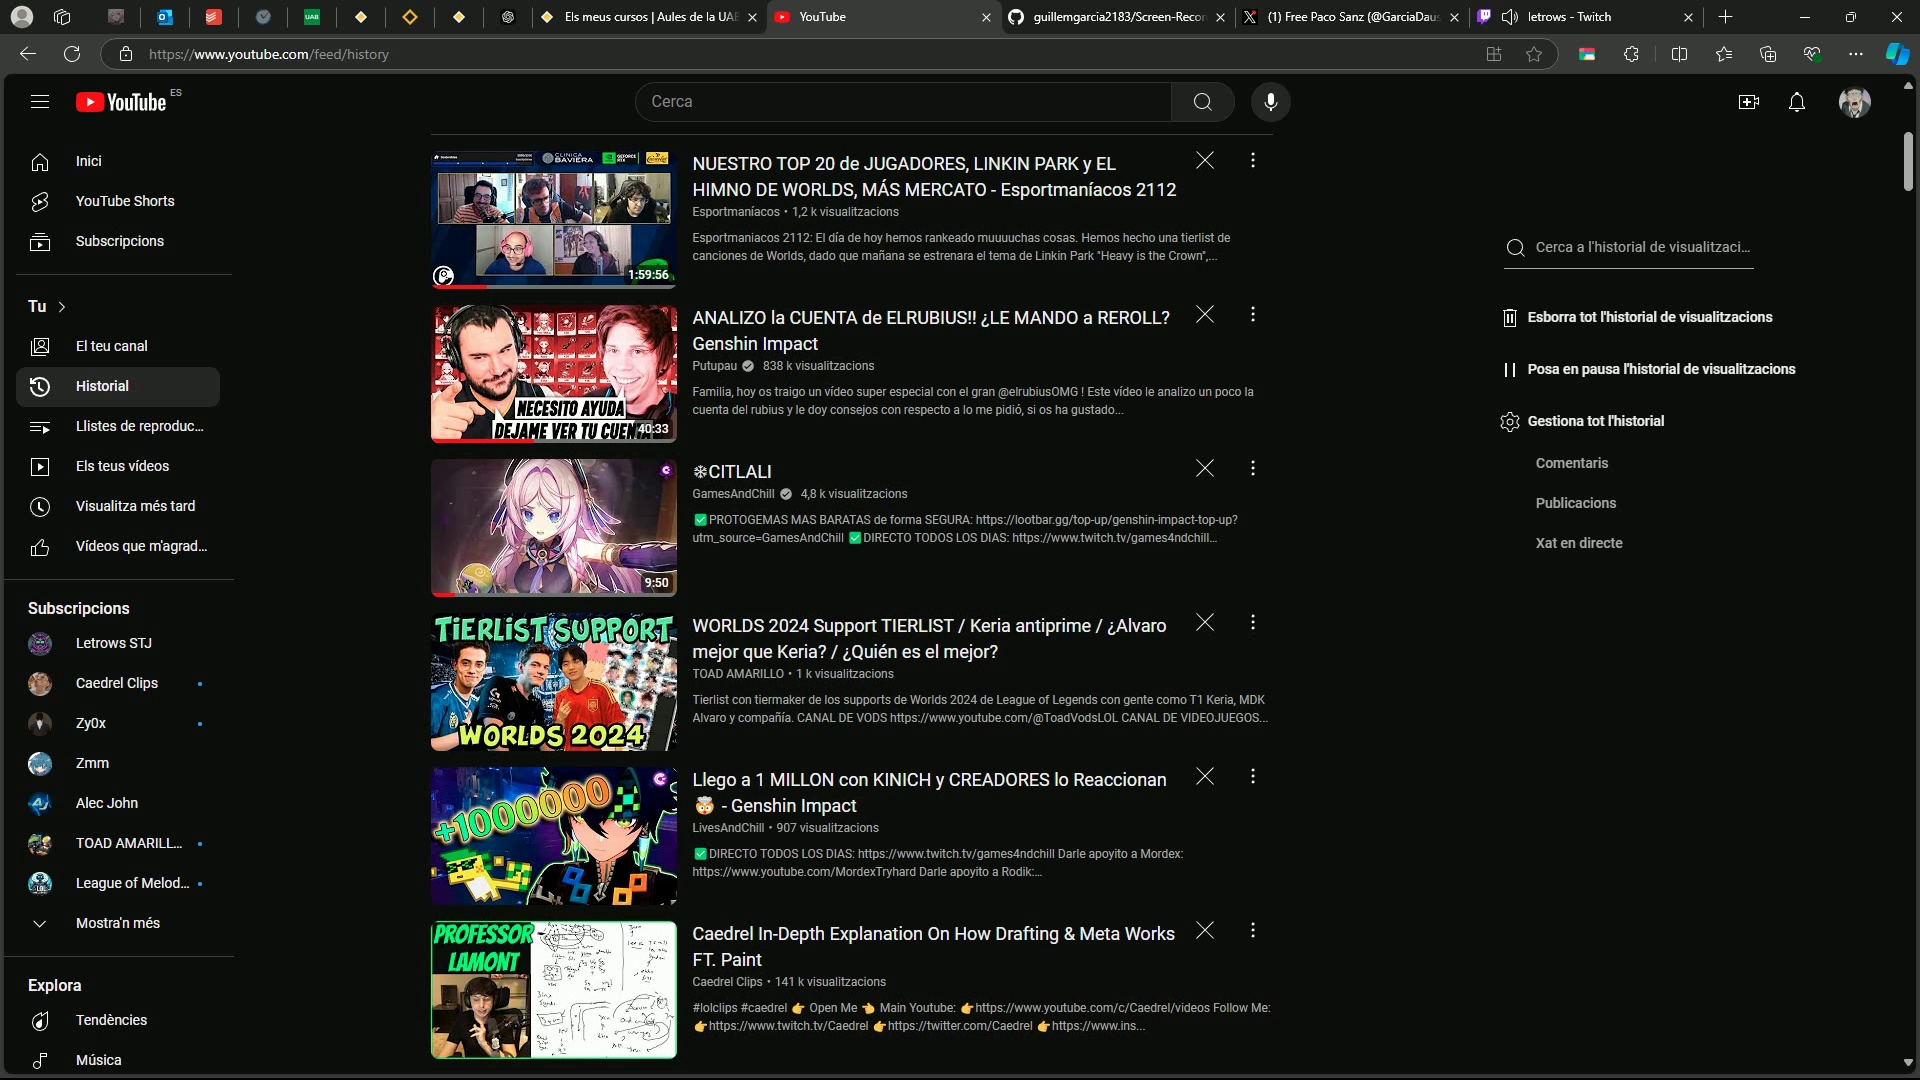 Els meus cursos | Aules de la UAB
YouTube
guillemgarcia2183/Screen-Recor
(1) Free Paco Sanz (@GarciaDaus
letrows - Twitch
https://www.youtube.com/feed/history
YouTube ES
Cerca
Inici
YouTube Shorts
Subscripcions
Tu
El teu canal
Historial
Llistes de reproduc...
Els teus vídeos
Visualitza més tard
Vídeos que m'agrad...
Subscripcions
Letrows STJ
Caedrel Clips
Zy0x
Zmm
Alec John
TOAD AMARILL...
League of Melod...
Mostra'n més
Explora
Tendències
Música
CLINICA BAVIERA
1:59:56
NUESTRO TOP 20 de JUGADORES, LINKIN PARK y EL
HIMNO DE WORLDS, MÁS MERCATO - Esportmaníacos 2112
Esportmaníacos • 1,2 k visualitzacions
Esportmaniacos 2112: El día de hoy hemos rankeado muuuuchas cosas. Hemos hecho una tierlist de
canciones de Worlds, dado que mañana se estrenara el tema de Linkin Park "Heavy is the Crown",...
NECESITO AYUDA
DEJAME VER TU CUENTA
40:33
ANALIZO la CUENTA de ELRUBIUS!! ¿LE MANDO a REROLL?
Genshin Impact
Putupau 838 k visualitzacions
Familia, hoy os traigo un vídeo super especial con el gran @elrubiusOMG ! Este vídeo le analizo un poco la
cuenta del rubius y le doy consejos con respecto a lo me pidió, si os ha gustado...
9:50
❄CITLALI
GamesAndChill 4,8 k visualitzacions
✅PROTOGEMAS MAS BARATAS de forma SEGURA: https://lootbar.gg/top-up/genshin-impact-top-up?
utm_source=GamesAndChill ✅DIRECTO TODOS LOS DIAS: https://www.twitch.tv/games4ndchill...
TIERLIST SUPPORT
WORLDS 2024
WORLDS 2024 Support TIERLIST / Keria antiprime / ¿Alvaro
mejor que Keria? / ¿Quién es el mejor?
TOAD AMARILLO • 1 k visualitzacions
Tierlist con tiermaker de los supports de Worlds 2024 de League of Legends con gente como T1 Keria, MDK
Alvaro y compañía. CANAL DE VODS https://www.youtube.com/@ToadVodsLOL CANAL DE VIDEOJUEGOS...
+1000000
Llego a 1 MILLON con KINICH y CREADORES lo Reaccionan
🤯 - Genshin Impact
LivesAndChill • 907 visualitzacions
✅DIRECTO TODOS LOS DIAS: https://www.twitch.tv/games4ndchill Darle apoyito a Mordex:
https://www.youtube.com/MordexTryhard Darle apoyito a Rodik:...
PROFESSOR
LAMONT
Caedrel In-Depth Explanation On How Drafting & Meta Works
FT. Paint
Caedrel Clips • 141 k visualitzacions
#lolclips #caedrel 👉 Open Me 👈 Main Youtube: 👉https://www.youtube.com/c/Caedrel/videos Follow Me:
👉https://www.twitch.tv/Caedrel 👉https://twitter.com/Caedrel 👉https://www.ins...
Cerca a l'historial de visualitzaci...
Esborra tot l'historial de visualitzacions
Posa en pausa l'historial de visualitzacions
Gestiona tot l'historial
Comentaris
Publicacions
Xat en directe